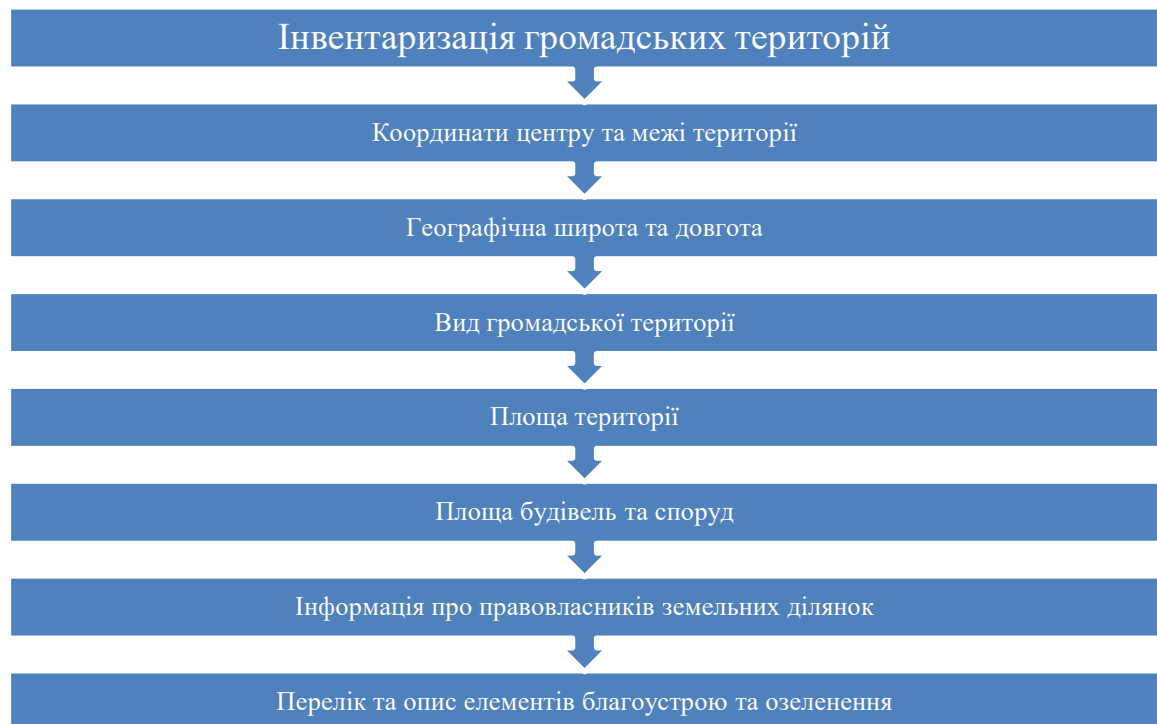 Інвентаризація громадських територій
Координати центру та межі території
Географічна широта та довгота
Вид громадської території
Площа території
Площа будівель та споруд
Інформація про правовласників земельних ділянок
Перелік та опис елементів благоустрою та озеленення